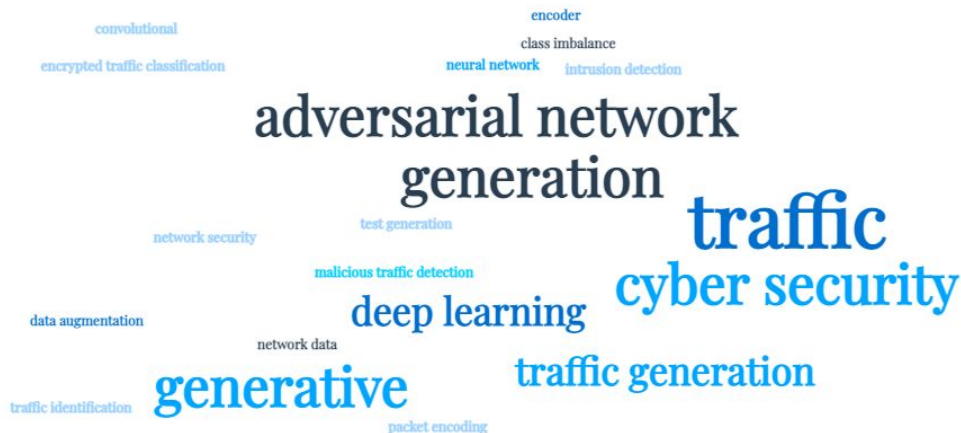 encoder
convolutional
class imbalance
encrypted traffic classification
neural network
intrusion detection
adversarial network
generation
traffic
test generation
network security
malicious traffic detection
cyber security
deep learning
data augmentation
network data
traffic generation
generative
traffic identification
packet encoding